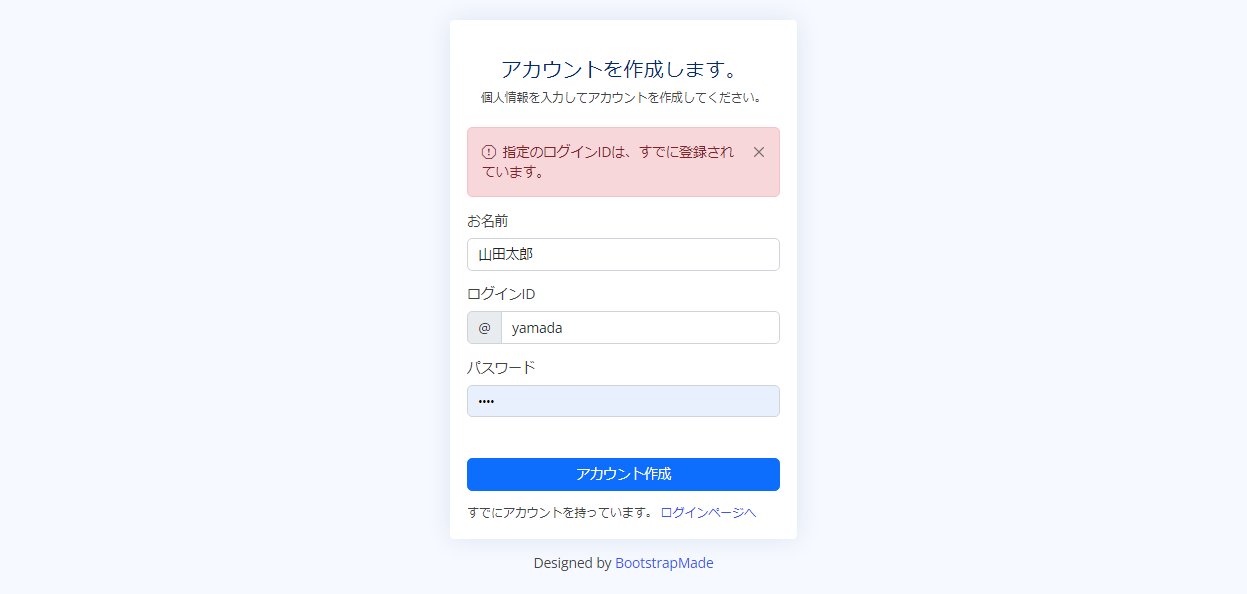 アカウントを作成します。
個人情報を入力してアカウントを作成してください。
指定のログインIDは、すでに登録され
ています。
お名前
山田太郎
ログインID
@ yamada
パスワード
••••
アカウント作成
すでにアカウントを持っています。 ログインページへ
Designed by BootstrapMade